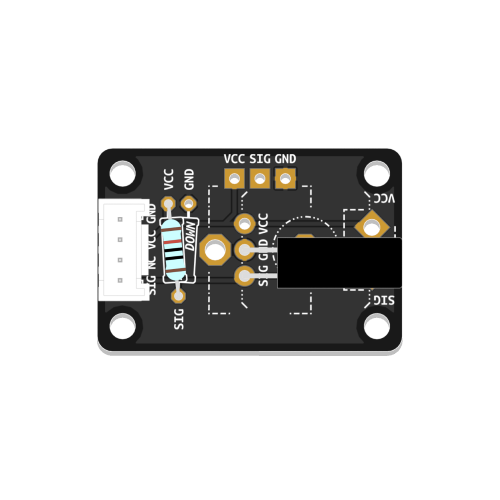 VCC SIG GND
VCC
GND
SIG NC VCC GND
DOWN
SIG
SIG GND VCC
VCC
SIG